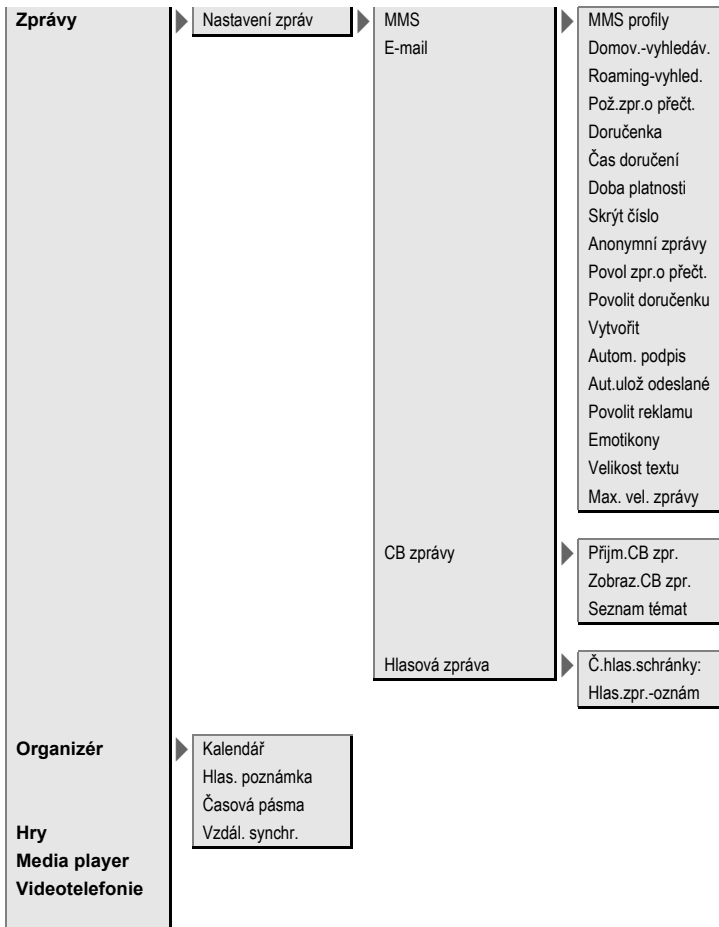 Zprávy
Nastavení zpráv
MMS
E-mail
MMS profily
Domov.-vyhledáv.
Roaming-vyhled.
Pož.zpr.o přečt.
Doručenka
Čas doručení
Doba platnosti
Skrýt číslo
Anonymní zprávy
Povol zpr.o přečt.
Povolit doručenku
Vytvořit
Autom. podpis
Aut.ulož odeslané
Povolit reklamu
Emotikony
Velikost textu
Max. vel. zprávy
CB zprávy
Přijm.CB zpr.
Zobraz.CB zpr.
Seznam témat
Hlasová zpráva
Č.hlas.schránky:
Hlas.zpr.-oznám
Organizér
Kalendář
Hlas. poznámka
Časová pásma
Vzdál. synchr.
Hry
Media player
Videotelefonie